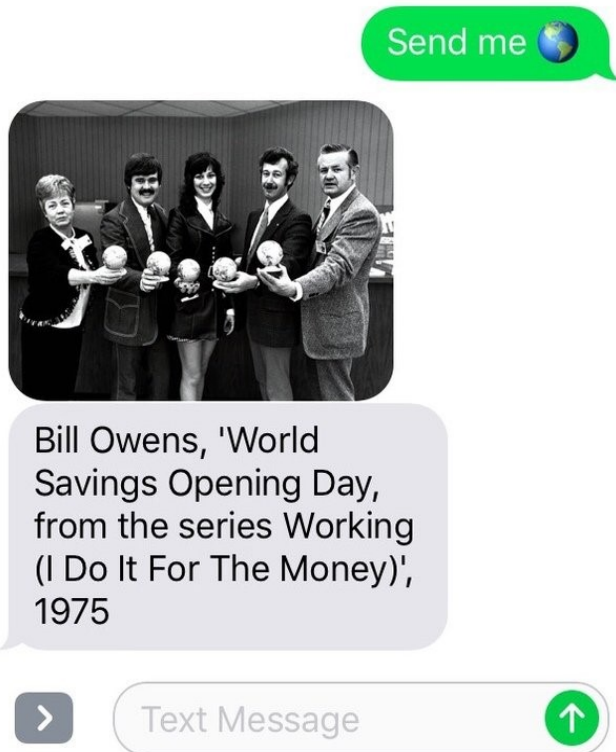 Send me 🌎
Bill Owens, 'World
Savings Opening Day,
from the series Working
(I Do It For The Money)',
1975
Text Message